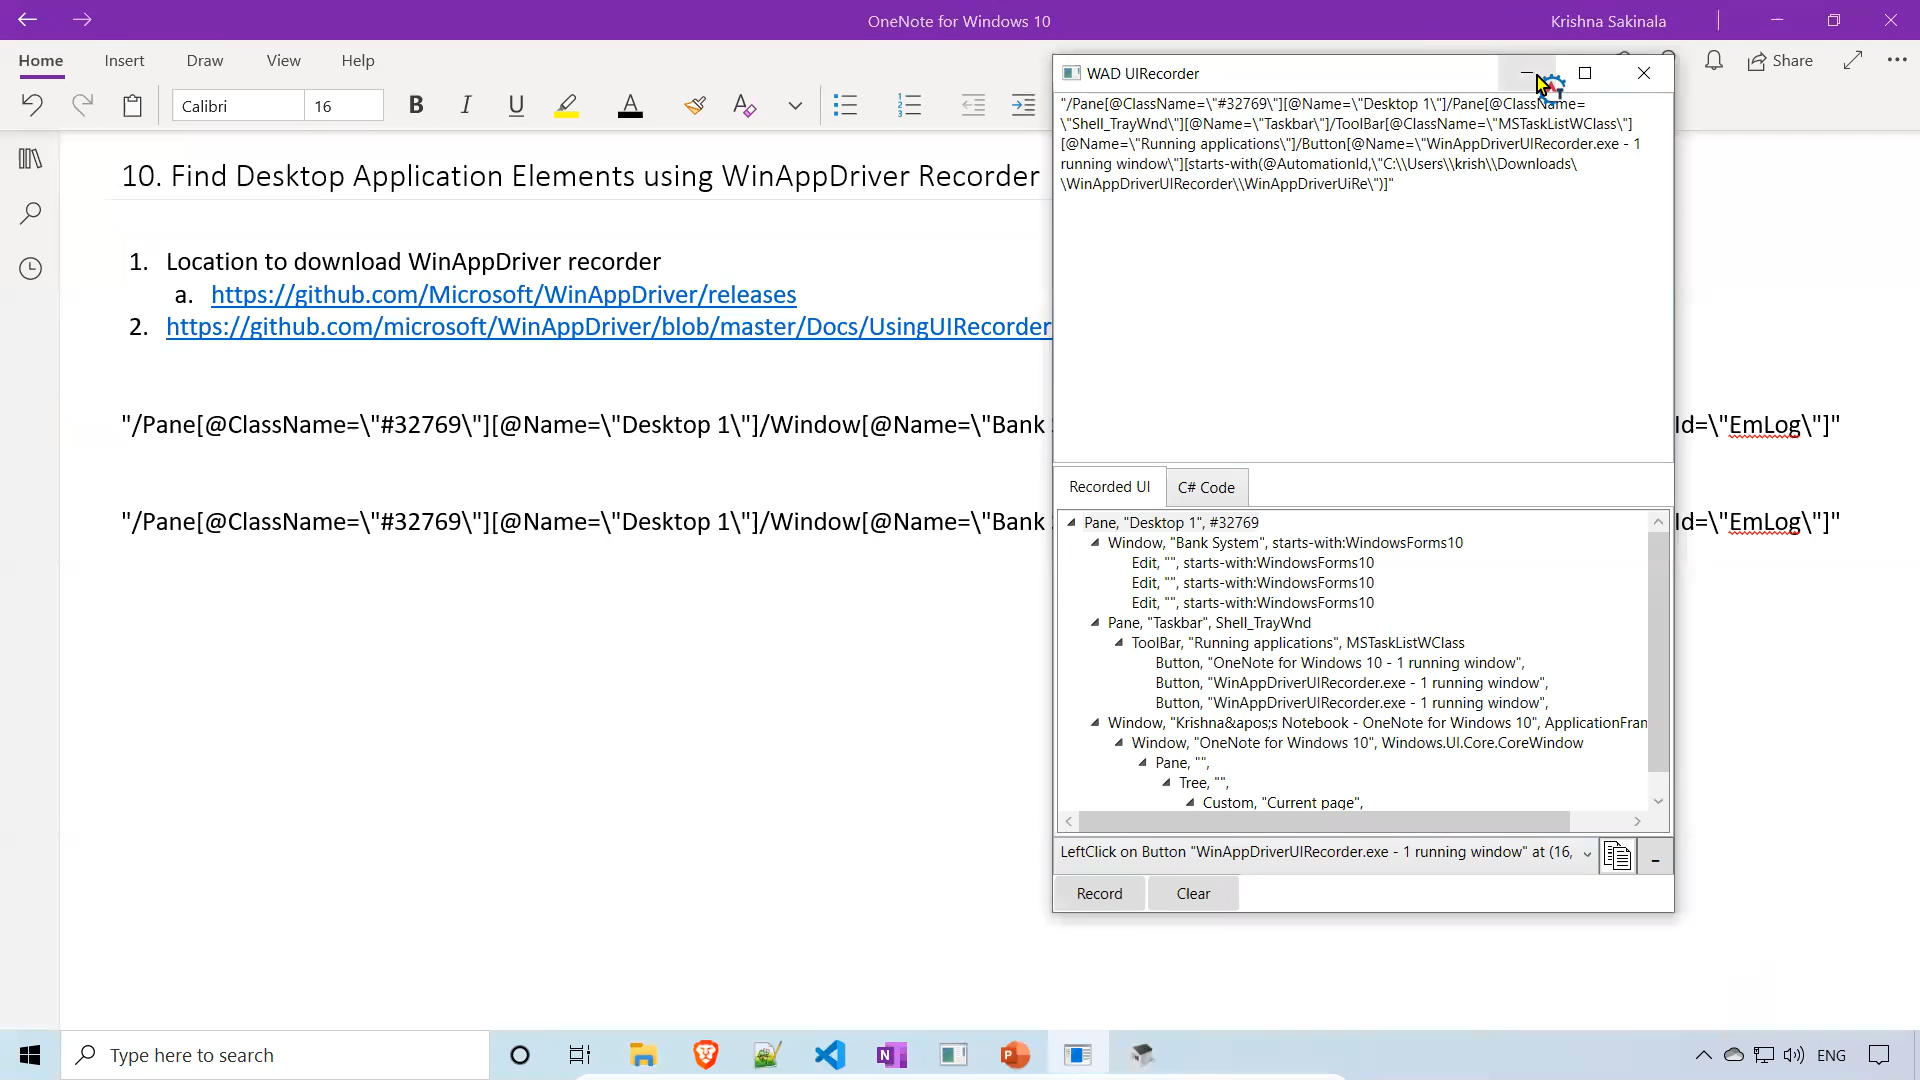 OneNote for Windows 10
Krishna Sakinala
Home Insert Draw View Help
Share
Calibri 16 B I U A A
10. Find Desktop Application Elements using WinAppDriver Recorder
1. Location to download WinAppDriver recorder
a. https://github.com/Microsoft/WinAppDriver/releases
2. https://github.com/microsoft/WinAppDriver/blob/master/Docs/UsingUIRecorder
"/Pane[@ClassName=\"#32769\"][@Name=\"Desktop 1\"]/Window[@Name=\"Bank Id=\"EmLog\"]"
"/Pane[@ClassName=\"#32769\"][@Name=\"Desktop 1\"]/Window[@Name=\"Bank Id=\"EmLog\"]"
WAD UIRecorder
"/Pane[@ClassName=\"#32769\"][@Name=\"Desktop 1\"]/Pane[@ClassName=
\"Shell_TrayWnd\"][@Name=\"Taskbar\"]/ToolBar[@ClassName=\"MSTaskListWClass\"]
[@Name=\"Running applications\"]/Button[@Name=\"WinAppDriverUIRecorder.exe - 1
running window\"][starts-with(@AutomationId,\"C:\\Users\\krish\\Downloads\
\WinAppDriverUIRecorder\\WinAppDriverUiRe\")]"
Recorded UI C# Code
Pane, "Desktop 1", #32769
Window, "Bank System", starts-with:WindowsForms10
Edit, "", starts-with:WindowsForms10
Edit, "", starts-with:WindowsForms10
Edit, "", starts-with:WindowsForms10
Pane, "Taskbar", Shell_TrayWnd
ToolBar, "Running applications", MSTaskListWClass
Button, "OneNote for Windows 10 - 1 running window",
Button, "WinAppDriverUIRecorder.exe - 1 running window",
Button, "WinAppDriverUIRecorder.exe - 1 running window",
Window, "Krishna&apos;s Notebook - OneNote for Windows 10", ApplicationFran
Window, "OneNote for Windows 10", Windows.UI.Core.CoreWindow
Pane, "",
Tree, "",
Custom, "Current page",
LeftClick on Button "WinAppDriverUIRecorder.exe - 1 running window" at (16,
Record Clear
Type here to search
ENG